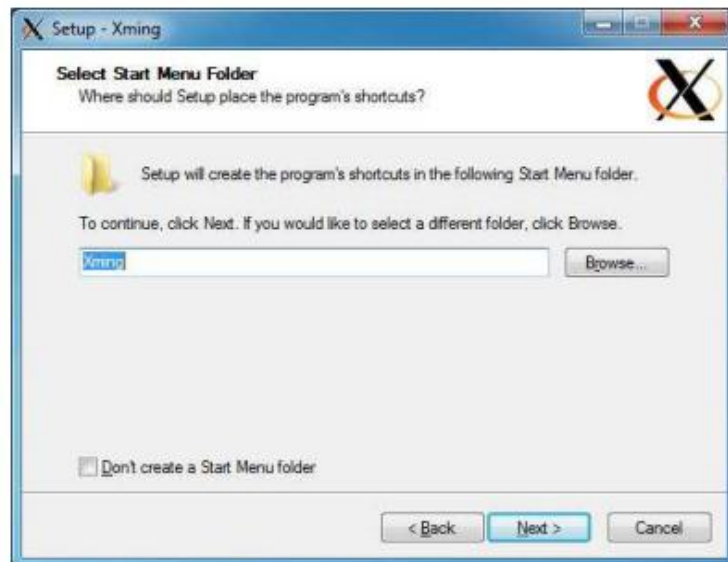 Setup - Xming
Select Start Menu Folder
Where should Setup place the program's shortcuts?
Setup will create the program's shortcuts in the following Start Menu folder.
To continue, click Next. If you would like to select a different folder, click Browse.
Xming
Browse...
Don't create a Start Menu folder
< Back
Next >
Cancel